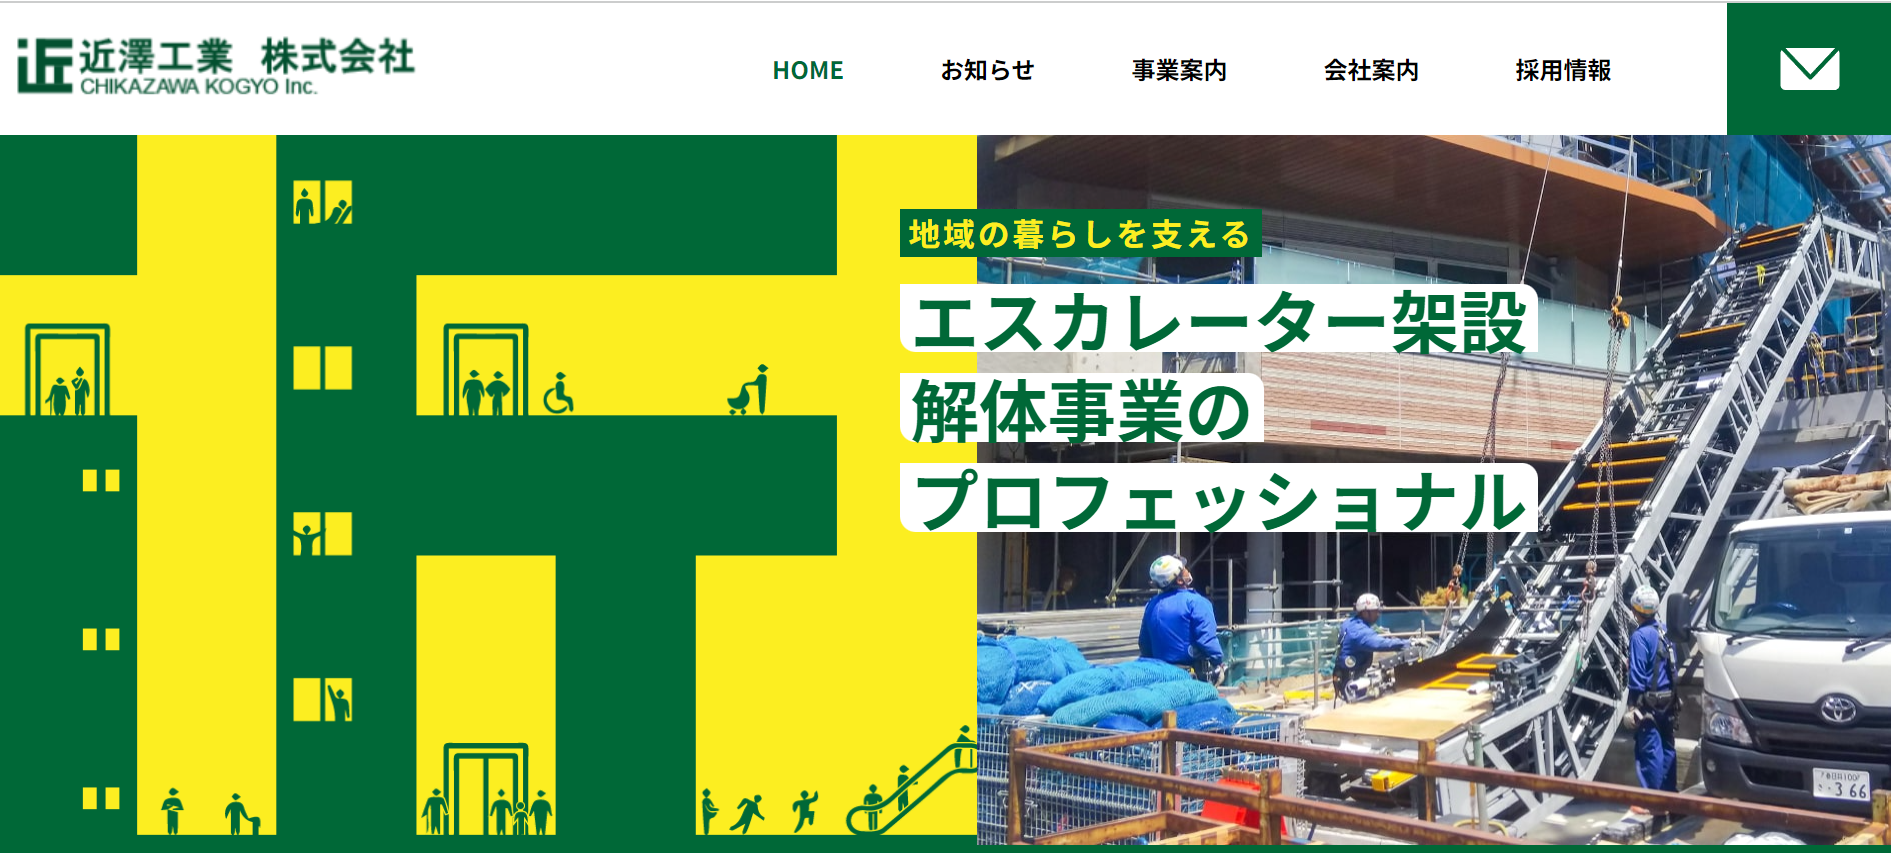 近澤工業 株式会社
CHIKAZAWA KOGYO Inc.
HOME お知らせ 事業案内 会社案内 採用情報
地域の暮らしを支える
エスカレーター架設
解体事業の
プロフェッショナル
･366